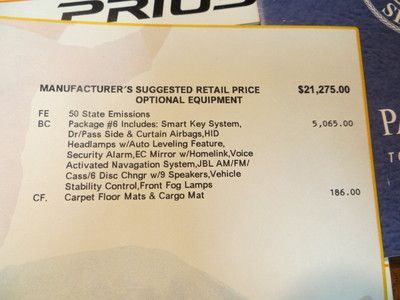 PRIUS
MANUFACTURER'S SUGGESTED RETAIL PRICE $21,275.00
OPTIONAL EQUIPMENT
FE 50 State Emissions
BC Package #6 Includes: Smart Key System, 5,065.00
Dr/Pass Side & Curtain Airbags,HID
Headlamps w/Auto Leveling Feature,
Security Alarm,EC Mirror w/Homelink,Voice
Activated Navagation System,JBL AM/FM/
Cass/6 Disc Chngr w/9 Speakers,Vehicle
Stability Control,Front Fog Lamps
CF. Carpet Floor Mats & Cargo Mat 186.00